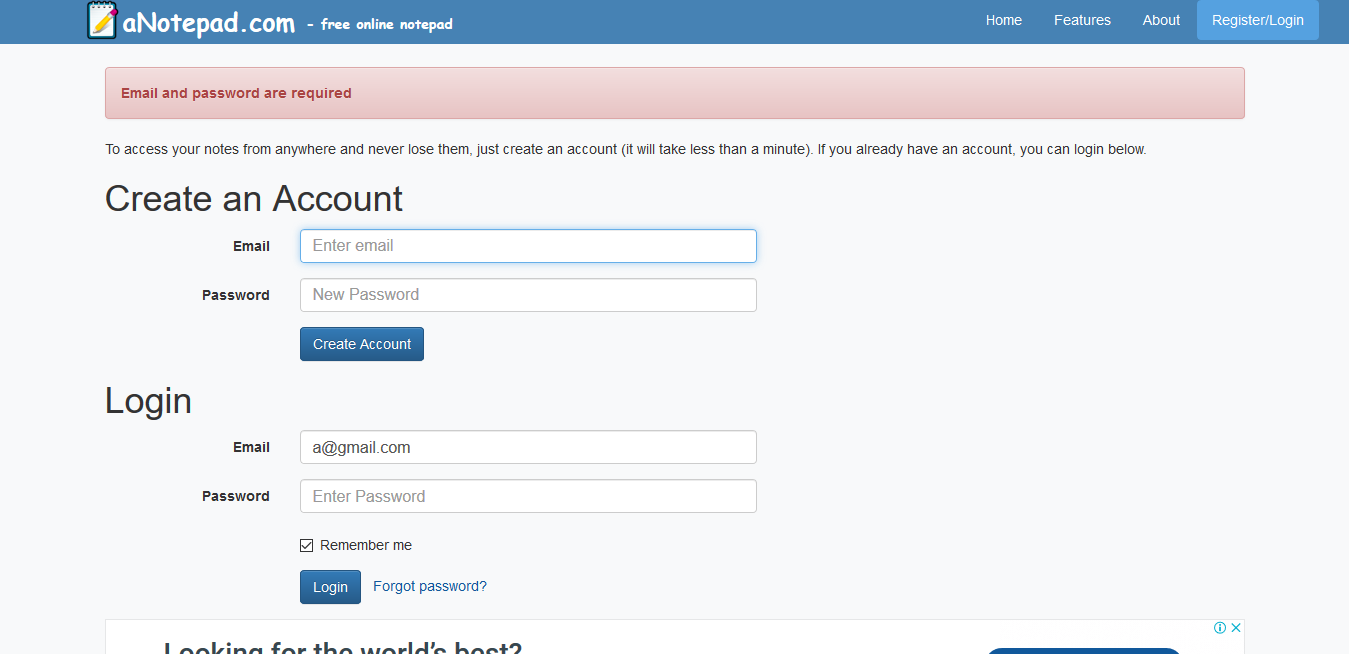 aNotepad.com - free online notepad
Home Features About Register/Login
Email and password are required
To access your notes from anywhere and never lose them, just create an account (it will take less than a minute). If you already have an account, you can login below.
Create an Account
Email Enter email
Password New Password
Create Account
Login
Email a@gmail.com
Password Enter Password
Remember me
Login Forgot password?
Looking for the world's best?